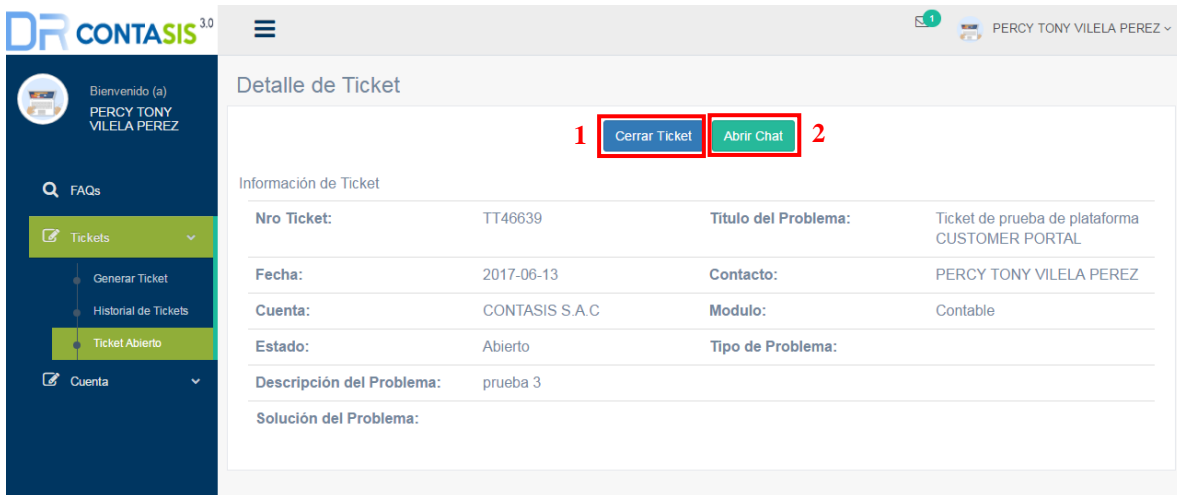 DR CONTASIS 3.0
1
PERCY TONY VILELA PEREZ
Bienvenido (a)
PERCY TONY
VILELA PEREZ
FAQs
Tickets
Generar Ticket
Historial de Tickets
Ticket Abierto
Cuenta
Detalle de Ticket
1 Cerrar Ticket Abrir Chat 2
Información de Ticket
Nro Ticket: TT46639 Titulo del Problema: Ticket de prueba de plataforma
CUSTOMER PORTAL
Fecha: 2017-06-13 Contacto: PERCY TONY VILELA PEREZ
Cuenta: CONTASIS S.A.C Modulo: Contable
Estado: Abierto Tipo de Problema:
Descripción del Problema: prueba 3
Solución del Problema: